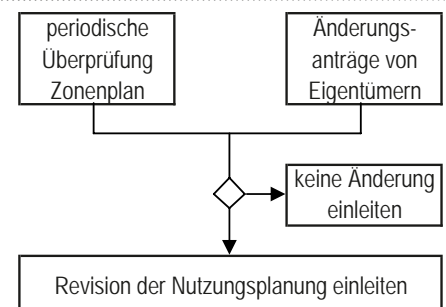 periodische
Überprüfung
Zonenplan
Änderungs-
anträge von
Eigentümern
keine Änderung
einleiten
Revision der Nutzungsplanung einleiten